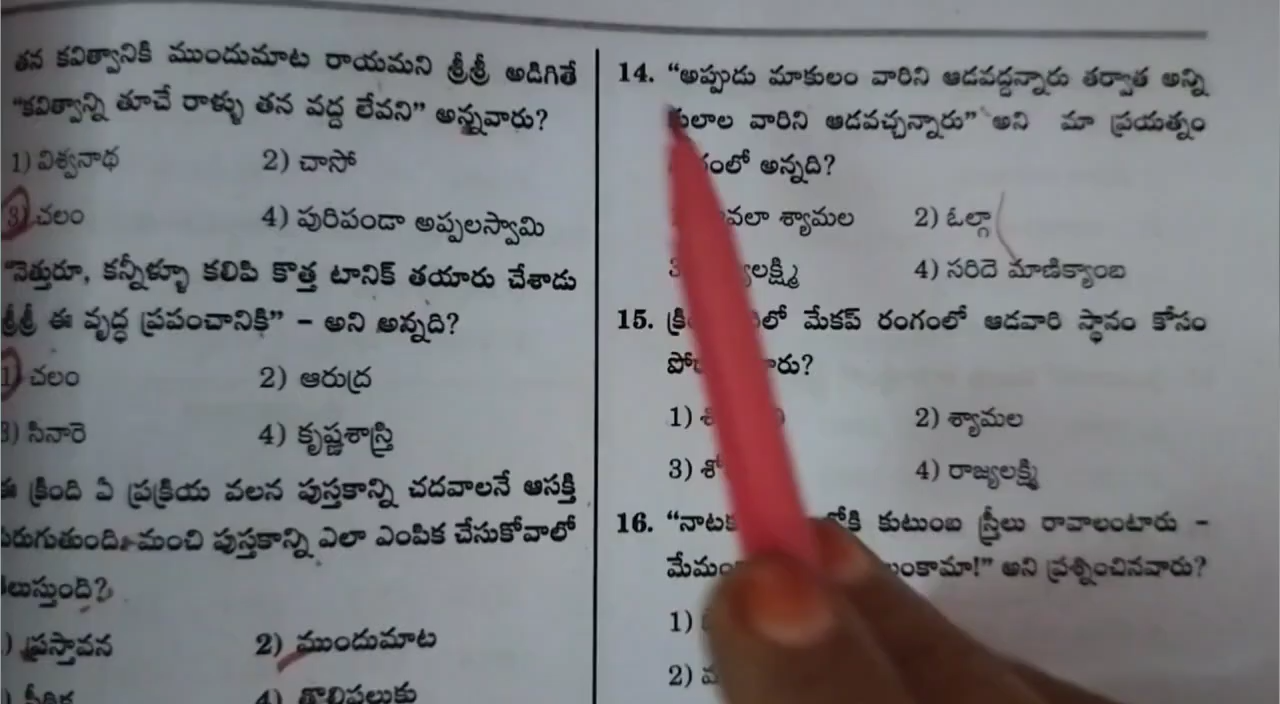 తన కవిత్వానికి ముందుమాట రాయమని శ్రీశ్రీ అడిగితే
"కవిత్వాన్ని తూచే రాళ్ళు తన వద్ద లేవని" అన్నవారు?
1) విశ్వనాథ 2) చాసో
3) చలం 4) పురిపండా అప్పలస్వామి
"నెత్తురూ, కన్నీళ్ళూ కలిపి కొత్త టానిక్ తయారు చేశాడు
శ్రీశ్రీ ఈ వృద్ధ ప్రపంచానికి" – అని అన్నది?
1) చలం 2) ఆరుద్ర
3) సినారె 4) కృష్ణశాస్త్రి
ఈ క్రింది ఏ ప్రక్రియ వలన పుస్తకాన్ని చదవాలనే ఆసక్తి
పెరుగుతుంది. మంచి పుస్తకాన్ని ఎలా ఎంపిక చేసుకోవాలో
తెలుస్తుంది?
) ప్రస్తావన 2) ముందుమాట
4) తొలిపలుకు
14. "అప్పుడు మాకులం వారిని ఆడవద్దన్నారు తర్వాత అన్ని
వారిని ఆడవచ్చన్నారు" అని మా ప్రయత్నం
అన్నది?
శ్యామల 2) ఓల్గా
4) సరిదె మాణిక్యాంబ
15. మేకప్ రంగంలో ఆడవారి స్థానం కోసం
2) శ్యామల
4) రాజ్యలక్ష్మి
16. కుటుంబ స్త్రీలు రావాలంటారు –
అని ప్రశ్నించినవారు?
1)
2)